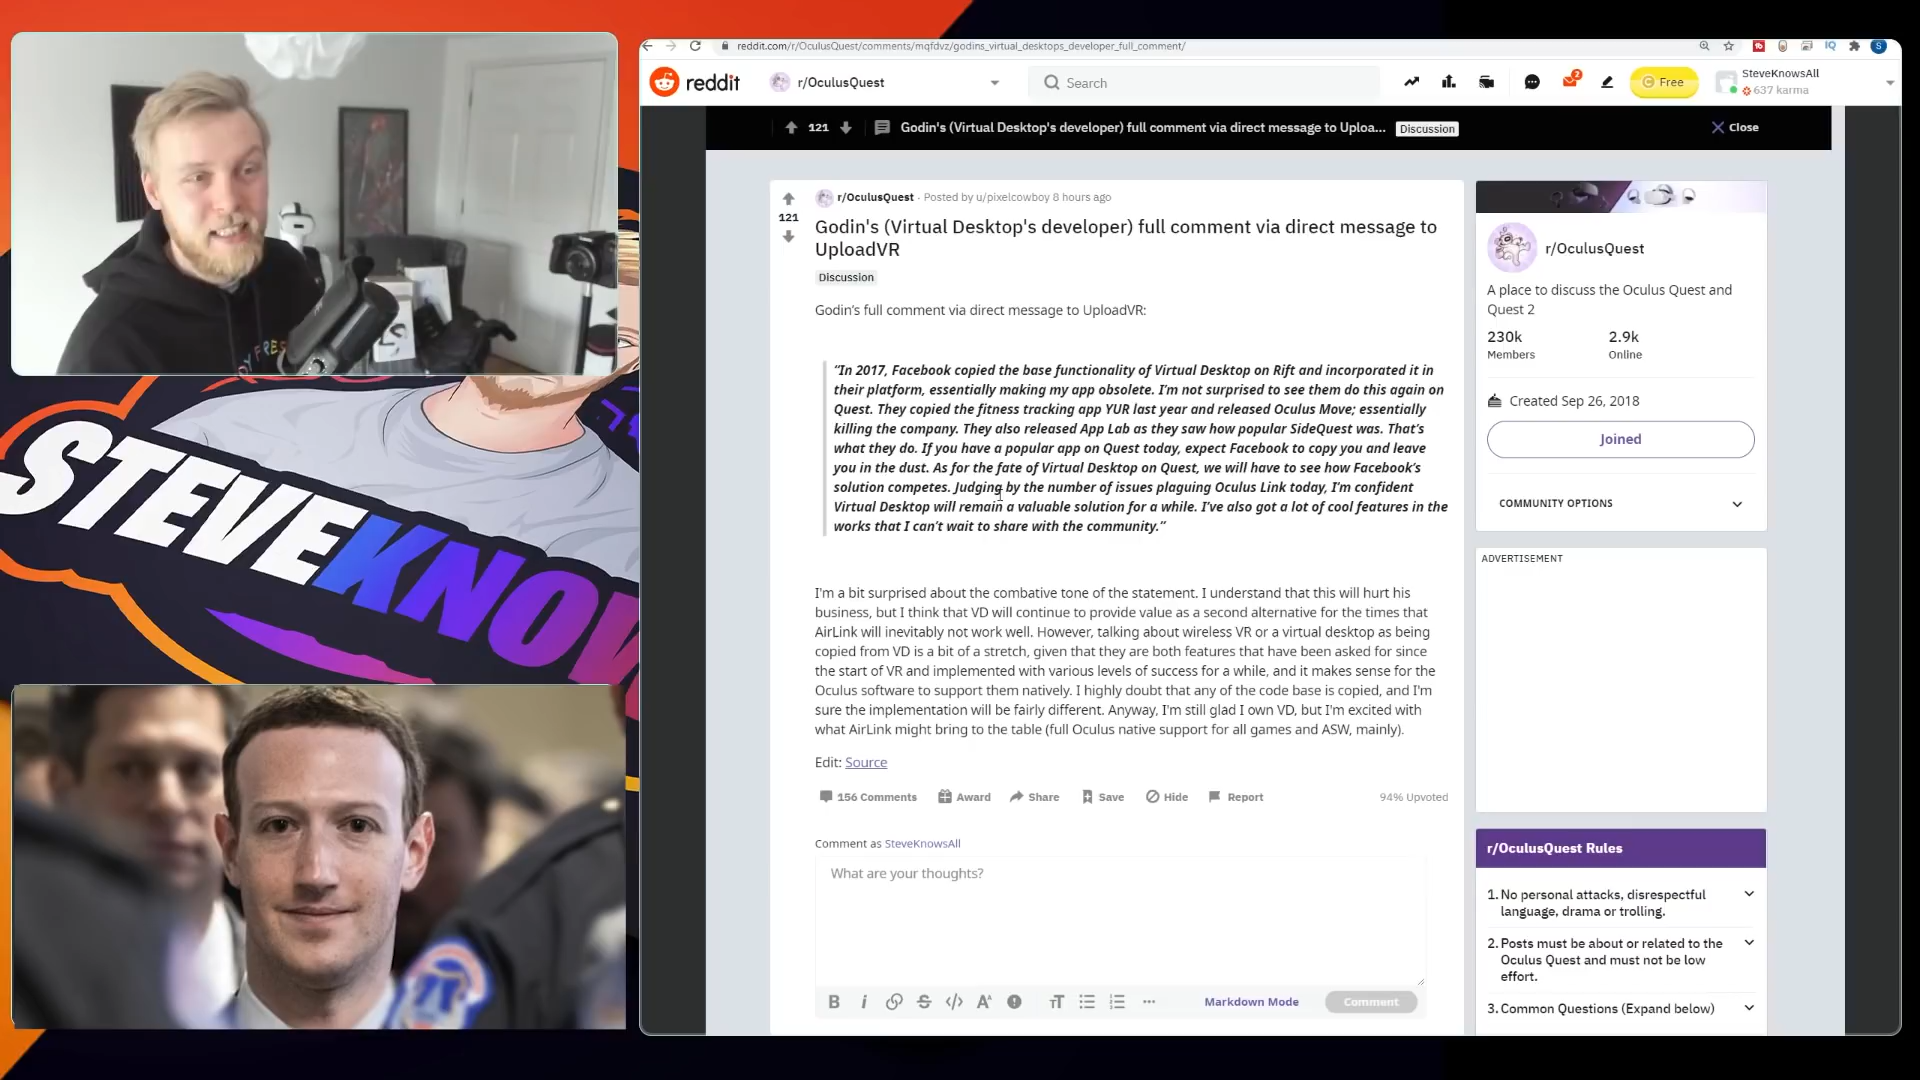 reddit.com/r/OculusQuest/comments/mqfdvz/godins_virtual_desktops_developer_full_comment/
reddit
r/OculusQuest
Search
2
Free
SteveKnowsAll
637 karma
121
Godin's (Virtual Desktop's developer) full comment via direct message to Uploa...
Discussion
Close
r/OculusQuest · Posted by u/pixelcowboy 8 hours ago
121
Godin's (Virtual Desktop's developer) full comment via direct message to
UploadVR
Discussion
Godin’s full comment via direct message to UploadVR:
“In 2017, Facebook copied the base functionality of Virtual Desktop on Rift and incorporated it in
their platform, essentially making my app obsolete. I’m not surprised to see them do this again on
Quest. They copied the fitness tracking app YUR last year and released Oculus Move; essentially
killing the company. They also released App Lab as they saw how popular SideQuest was. That’s
what they do. If you have a popular app on Quest today, expect Facebook to copy you and leave
you in the dust. As for the fate of Virtual Desktop on Quest, we will have to see how Facebook’s
solution competes. Judging by the number of issues plaguing Oculus Link today, I’m confident
Virtual Desktop will remain a valuable solution for a while. I’ve also got a lot of cool features in the
works that I can’t wait to share with the community.”
I'm a bit surprised about the combative tone of the statement. I understand that this will hurt his
business, but I think that VD will continue to provide value as a second alternative for the times that
AirLink will inevitably not work well. However, talking about wireless VR or a virtual desktop as being
copied from VD is a bit of a stretch, given that they are both features that have been asked for since
the start of VR and implemented with various levels of success for a while, and it makes sense for the
Oculus software to support them natively. I highly doubt that any of the code base is copied, and I'm
sure the implementation will be fairly different. Anyway, I'm still glad I own VD, but I'm excited with
what AirLink might bring to the table (full Oculus native support for all games and ASW, mainly).
Edit: Source
156 Comments
Award
Share
Save
Hide
Report
94% Upvoted
Comment as SteveKnowsAll
What are your thoughts?
Markdown Mode
Comment
r/OculusQuest
A place to discuss the Oculus Quest and
Quest 2
230k
2.9k
Members
Online
Created Sep 26, 2018
Joined
COMMUNITY OPTIONS
ADVERTISEMENT
r/OculusQuest Rules
1. No personal attacks, disrespectful
language, drama or trolling.
2. Posts must be about or related to the
Oculus Quest and must not be low
effort.
3. Common Questions (Expand below)
STEVEKNOW